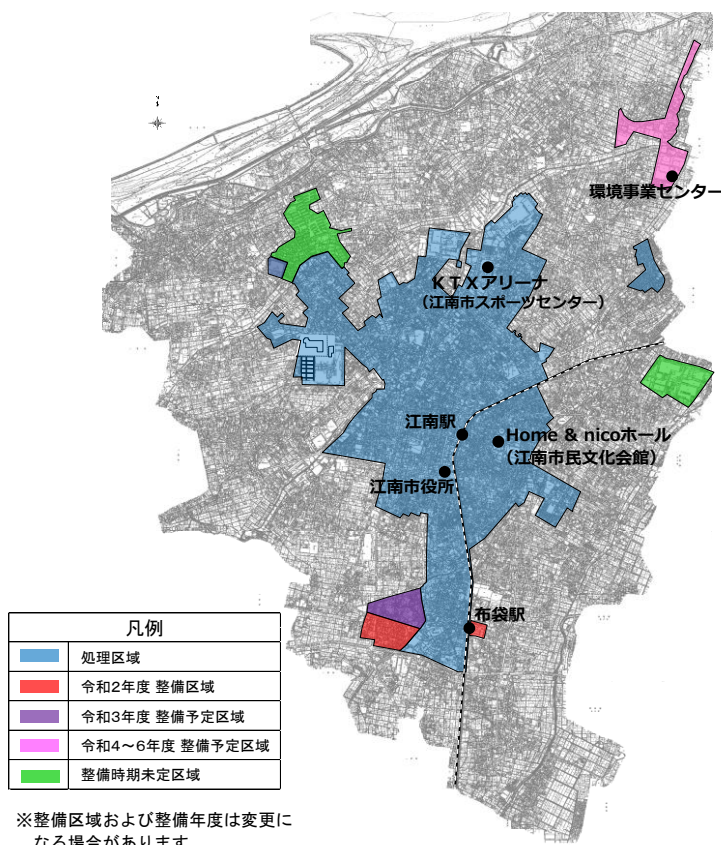 環境事業センター
KTXアリーナ
(江南市スポーツセンター)
江南駅
Home & nicoホール
(江南市民文化会館)
江南市役所
布袋駅
凡例
処理区域
令和2年度 整備区域
令和3年度 整備予定区域
令和4～6年度 整備予定区域
整備時期未定区域
※整備区域および整備年度は変更に
なる場合があります